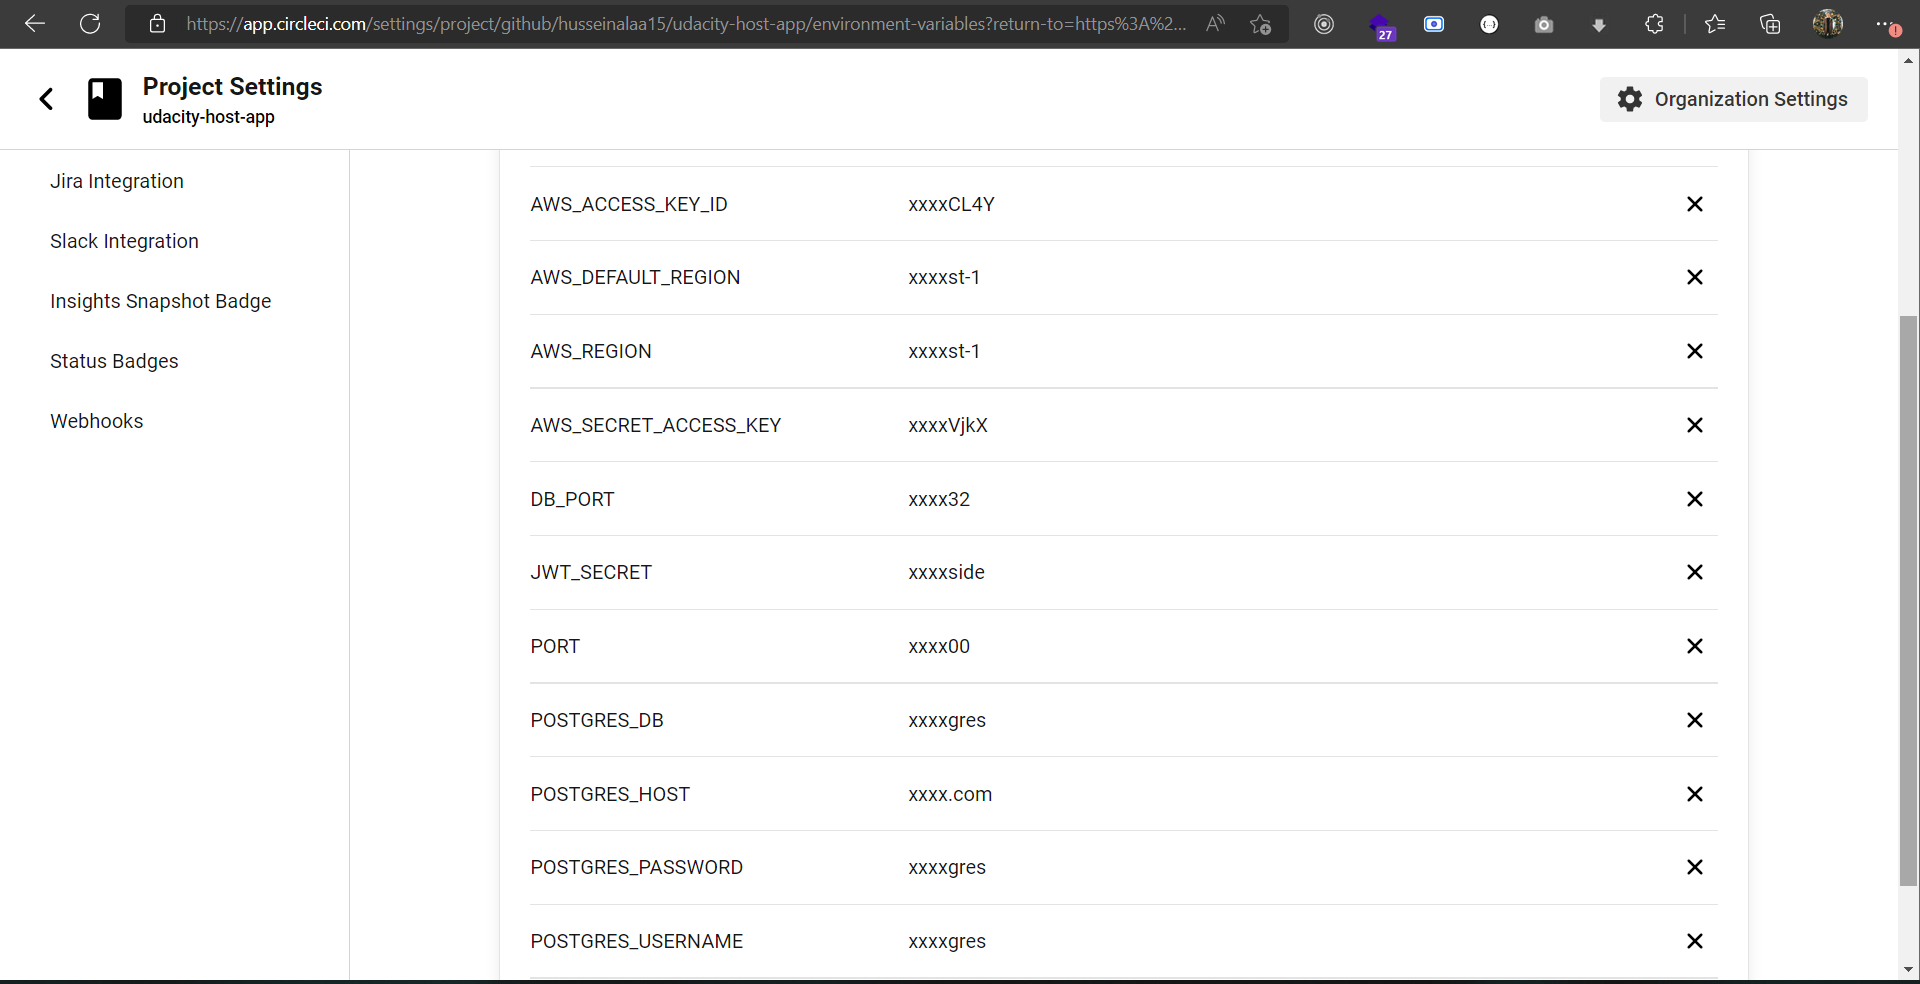 https://app.circleci.com/settings/project/github/husseinalaa15/udacity-host-app/environment-variables?return-to=https%3A%2...
27
Project Settings
udacity-host-app
Organization Settings
Jira Integration
Slack Integration
Insights Snapshot Badge
Status Badges
Webhooks
AWS_ACCESS_KEY_ID xxxxCL4Y
AWS_DEFAULT_REGION xxxxst-1
AWS_REGION xxxxst-1
AWS_SECRET_ACCESS_KEY xxxxVjkX
DB_PORT xxxx32
JWT_SECRET xxxxside
PORT xxxx00
POSTGRES_DB xxxxgres
POSTGRES_HOST xxxx.com
POSTGRES_PASSWORD xxxxgres
POSTGRES_USERNAME xxxxgres